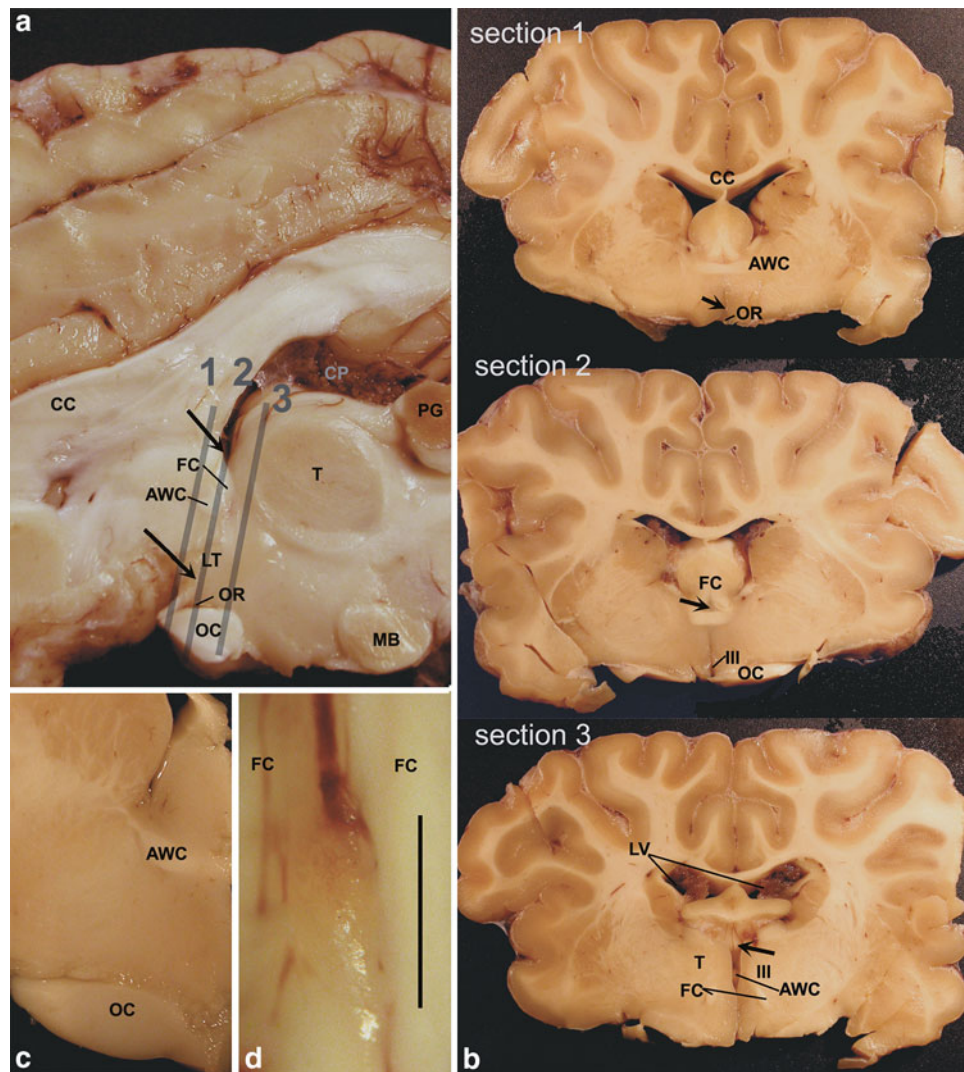 a
1
2
3
CP
CC
PG
FC
T
AWC
LT
OR
OC
MB
c
AWC
OC
d
FC
FC
section 1
CC
AWC
OR
section 2
FC
III
OC
section 3
LV
T
III
FC
AWC
b